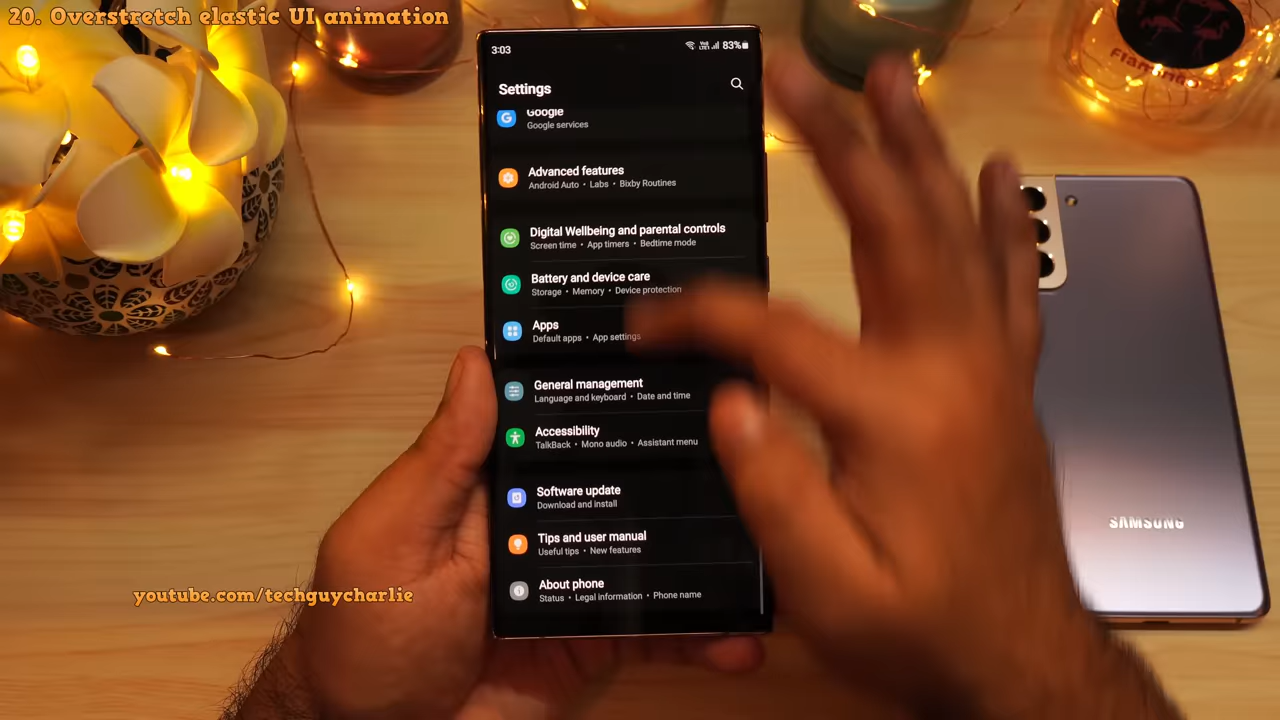 20. Overstretch elastic UI animation
3:03
83%
Settings
Google
Google services
Advanced features
Android Auto • Labs • Bixby Routines
Digital Wellbeing and parental controls
Screen time • App timers • Bedtime mode
Battery and device care
Storage • Memory • Device protection
Apps
Default apps • App settings
General management
Language and keyboard • Date and time
Accessibility
TalkBack • Mono audio • Assistant menu
Software update
Download and install
Tips and user manual
Useful tips • New features
About phone
Status • Legal information • Phone name
SAMSUNG
youtube.com/techguycharlie